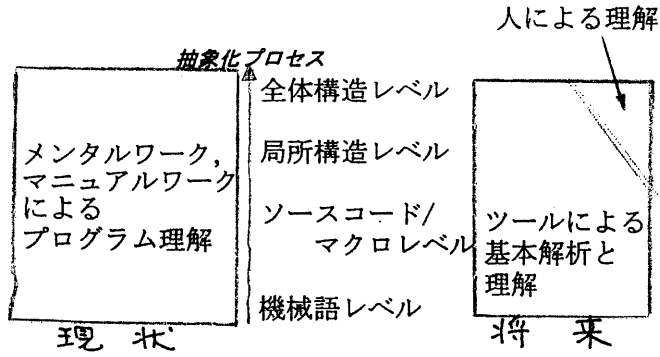 人による理解
抽象化プロセス
全体構造レベル
局所構造レベル
ソースコード/
マクロレベル
機械語レベル
メンタルワーク,
マニュアルワーク
による
プログラム理解
ツールによる
基本解析と
理解
現状
将来